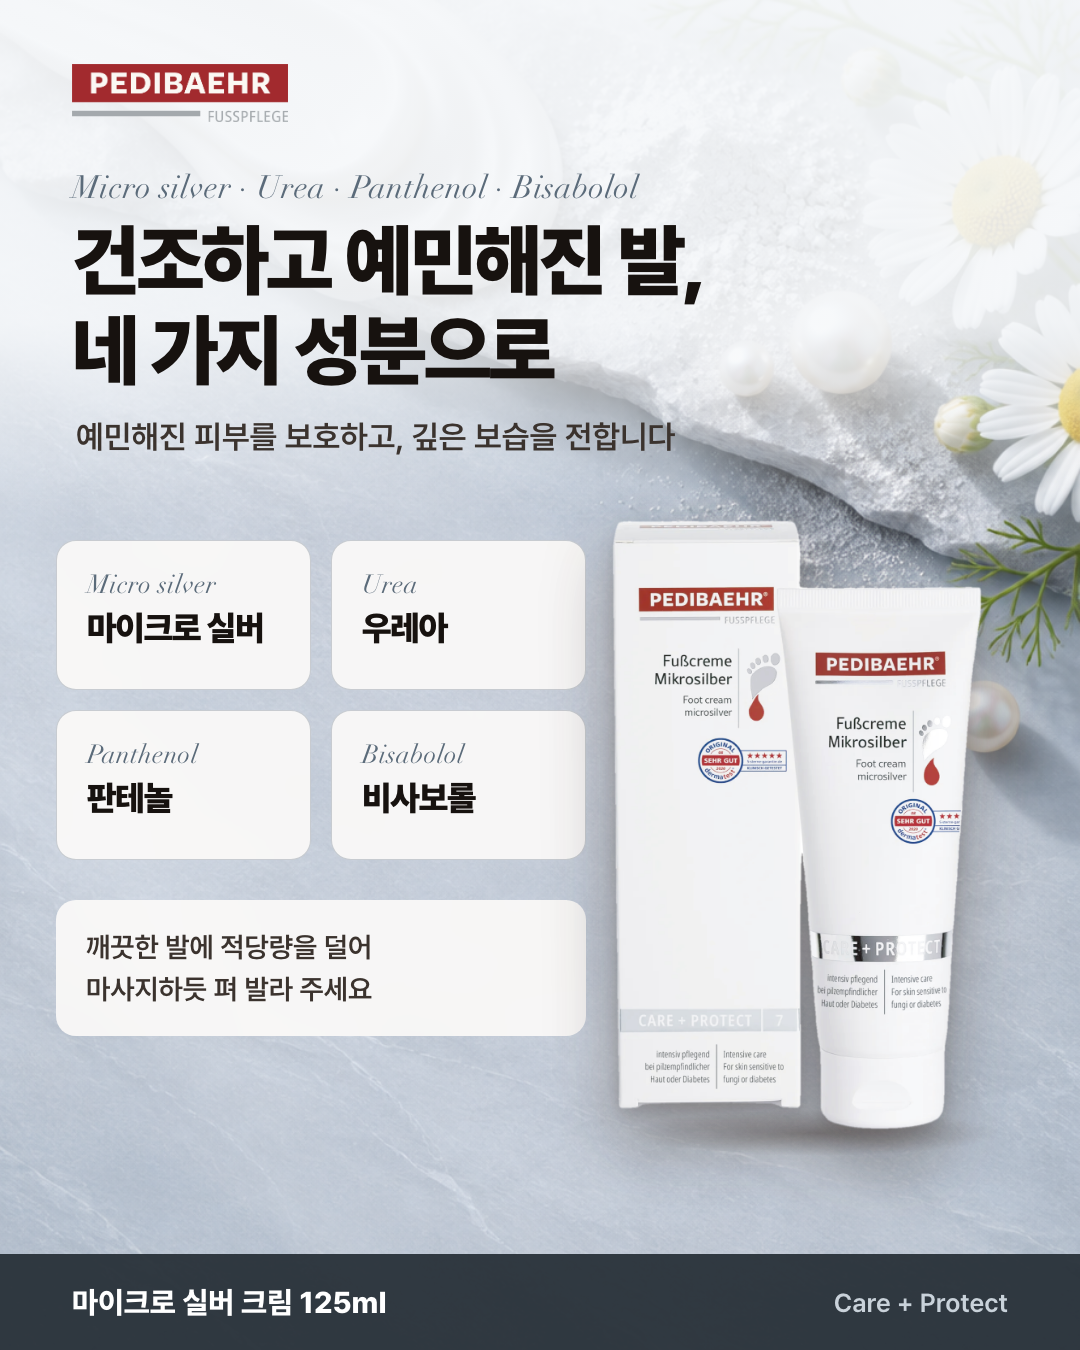 PEDIBAEHR
FUSSPFLEGE
Micro silver · Urea · Panthenol · Bisabolol
건조하고 예민해진 발,
네 가지 성분으로
예민해진 피부를 보호하고, 깊은 보습을 전합니다
Micro silver
마이크로 실버
Urea
우레아
Panthenol
판테놀
Bisabolol
비사보롤
깨끗한 발에 적당량을 덜어
마사지하듯 펴 발라 주세요
PEDIBAEHR®
FUSSPFLEGE
Fußcreme
Mikrosilber
Foot cream
microsilver
ORIGINAL
SEHR GUT
dermatest
CARE + PROTECT 7
intensiv pflegend
bei pilzempfindlicher
Haut oder Diabetes
Intensive care
For skin sensitive to
fungi or diabetes
PEDIBAEHR®
FUSSPFLEGE
Fußcreme
Mikrosilber
Foot cream
microsilver
ORIGINAL
SEHR GUT
dermatest
CARE + PROTECT
intensiv pflegend
bei pilzempfindlicher
Haut oder Diabetes
Intensive care
For skin sensitive to
fungi or diabetes
마이크로 실버 크림 125ml
Care + Protect